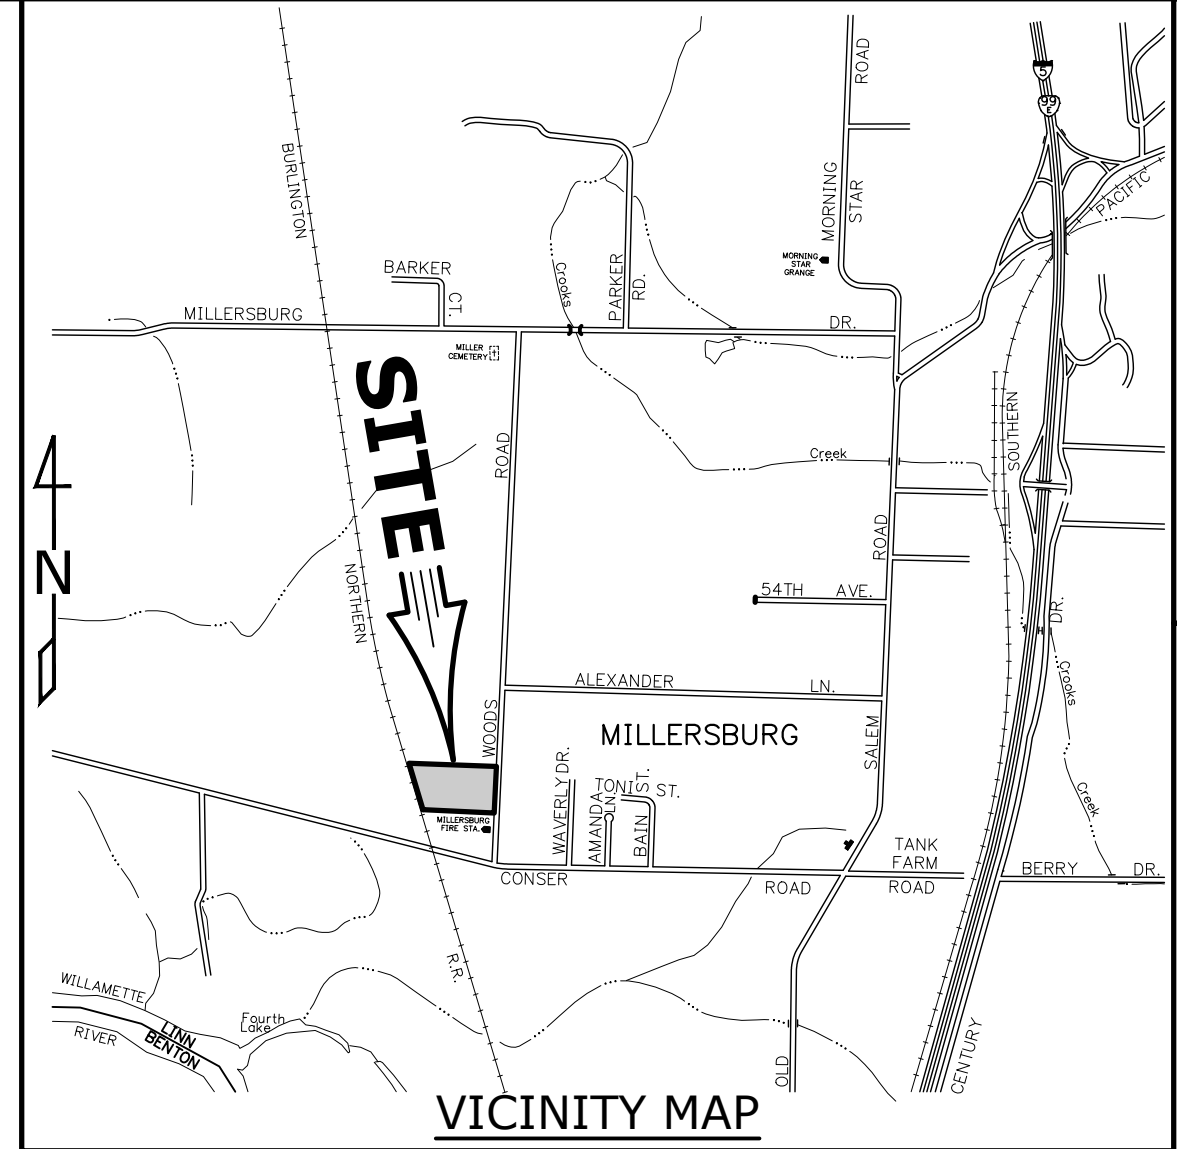 ROAD
5
99
E
BURLINGTON
MORNING
STAR
PACIFIC
MORNING
STAR
GRANGE
BARKER
CT.
Crooks
PARKER
RD.
MILLERSBURG
DR.
MILLER
CEMETERY
SITE
ROAD
SOUTHERN
Creek
N
ROAD
NORTHERN
54TH AVE.
DR.
ALEXANDER LN.
Crooks
WOODS
MILLERSBURG
SALEM
WAVERLY DR.
AMANDA
LN.
TONI ST.
BAIN
ST.
Creek
MILLERSBURG
FIRE STA.
TANK
FARM
ROAD
CONSER
ROAD
BERRY DR.
R.R.
WILLAMETTE
RIVER
LINN
BENTON
Fourth
Lake
OLD
CENTURY
VICINITY MAP